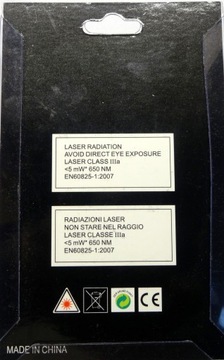 LASER RADIATION
AVOID DIRECT EYE EXPOSURE
LASER CLASS IIIa
<5 mW" 650 NM
EN60825-1:2007
RADIAZIONI LASER
NON STARE NEL RAGGIO
LASER CLASSE IIIa
<5 mW" 650 NM
EN60825-1:2007
CE
MADE IN CHINA